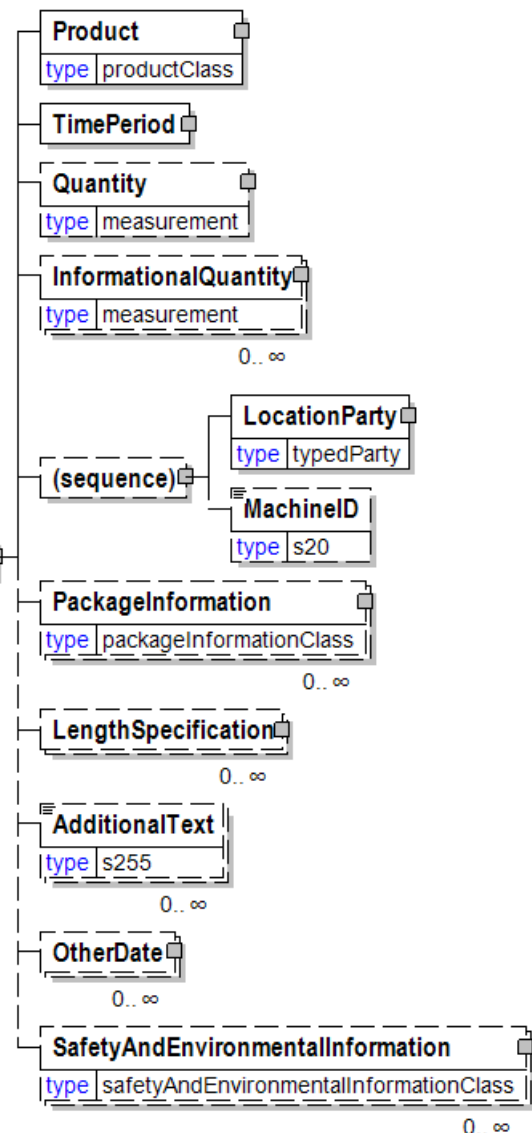 Product
type productClass
TimePeriod
Quantity
type measurement
InformationalQuantity
type measurement
0.. ∞
(sequence)
LocationParty
type typedParty
MachineID
type s20
PackageInformation
type packageInformationClass
0.. ∞
LengthSpecification
0.. ∞
AdditionalText
type s255
0.. ∞
OtherDate
0.. ∞
SafetyAndEnvironmentalInformation
type safetyAndEnvironmentalInformationClass
0.. ∞